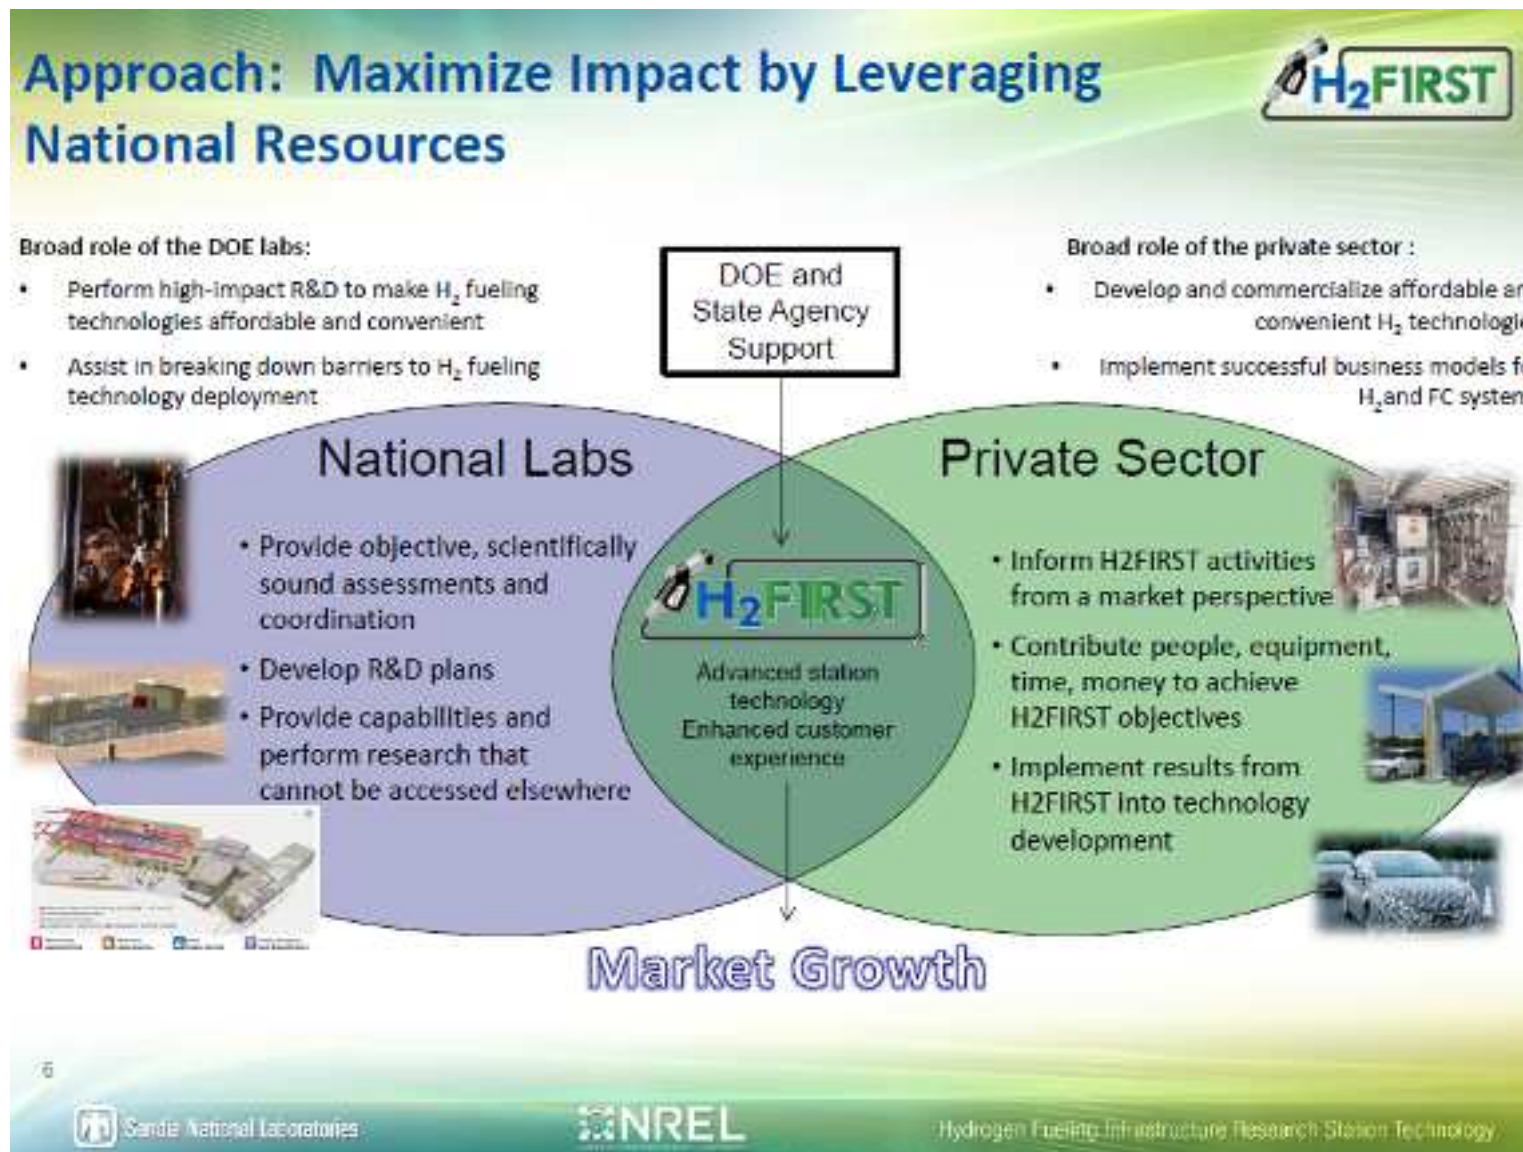 Approach: Maximize Impact by Leveraging
National Resources
H2FIRST
Broad role of the DOE labs:
• Perform high-impact R&D to make H2 fueling
technologies affordable and convenient
• Assist in breaking down barriers to H2 fueling
technology deployment
DOE and
State Agency
Support
Broad role of the private sector :
• Develop and commercialize affordable
convenient H2
• Implement successful business models
H2and FC
National Labs
• Provide objective, scientifically
sound assessments and
coordination
• Develop R&D plans
• Provide capabilities and
perform research that
cannot be accessed elsewhere
H2FIRST
Advanced station
technology
Enhanced customer
experience
Private Sector
• Inform H2FIRST activities
from a market perspective
• Contribute people, equipment,
time, money to achieve
H2FIRST objectives
• Implement results from
H2FIRST into technology
development
Market Growth
6
Sandia National Laboratories
NREL
Hydrogen Fueling Infrastructure Research Station Technology